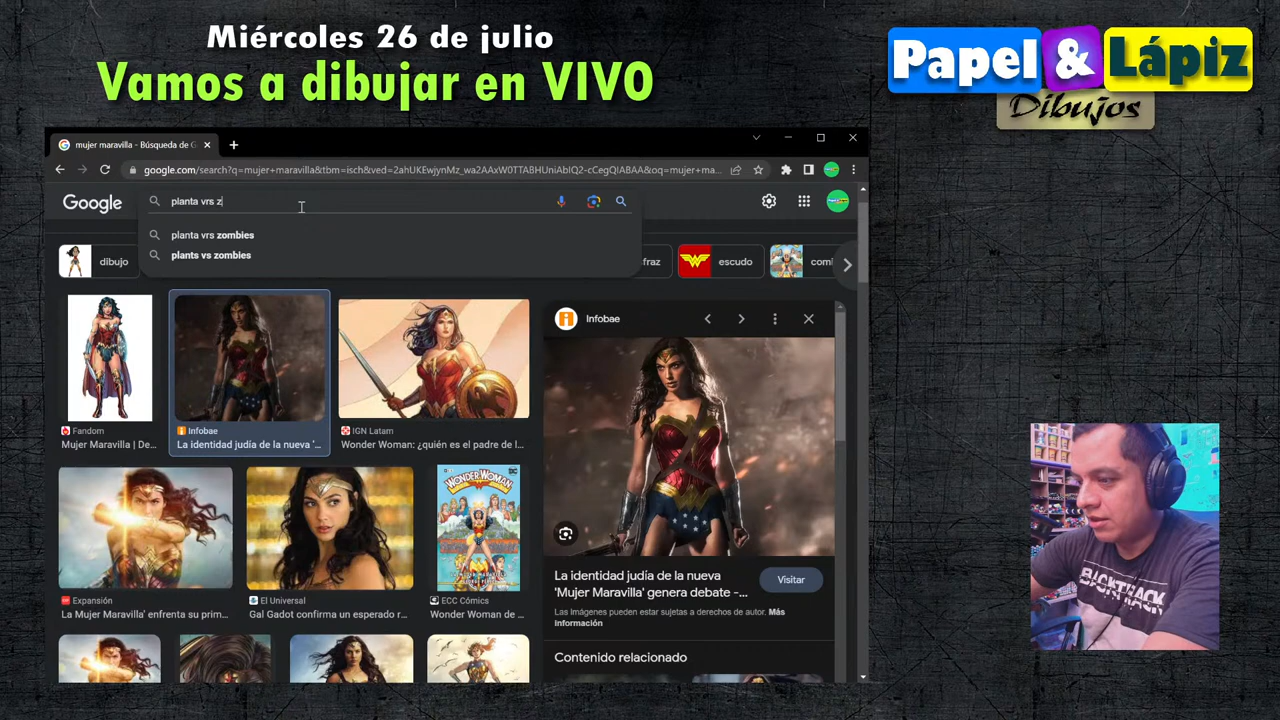 Miércoles 26 de julio
Vamos a dibujar en VIVO
Papel & Lápiz
Dibujos
mujer maravilla - Búsqueda de G
google.com/search?q=mujer+maravilla&tbm=isch&ved=2ahUKEwjynMz_wa2AAxW0TTABHUniAbIQ2-cCegQIABAA&oq=mujer+ma...
Google
planta vrs z
planta vrs zombies
plants vs zombies
dibujo
fraz
escudo
comi
Fandom
Mujer Maravilla | De...
Infobae
La identidad judía de la nueva '...
IGN Latam
Wonder Woman: ¿quién es el padre de l...
Expansión
La Mujer Maravilla' enfrenta su prim...
El Universal
Gal Gadot confirma un esperado r...
WONDER WOMAN
ECC Cómics
Wonder Woman de ...
Infobae
La identidad judía de la nueva
'Mujer Maravilla' genera debate -...
Visitar
Las imágenes pueden estar sujetas a derechos de autor. Más
información
Contenido relacionado
BACKTRACK